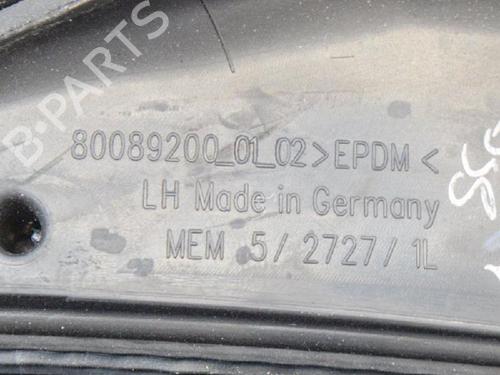 B-PARTS
80089200_01_02>EPDM<
LH Made in Germany
MEM 5/2727/1L